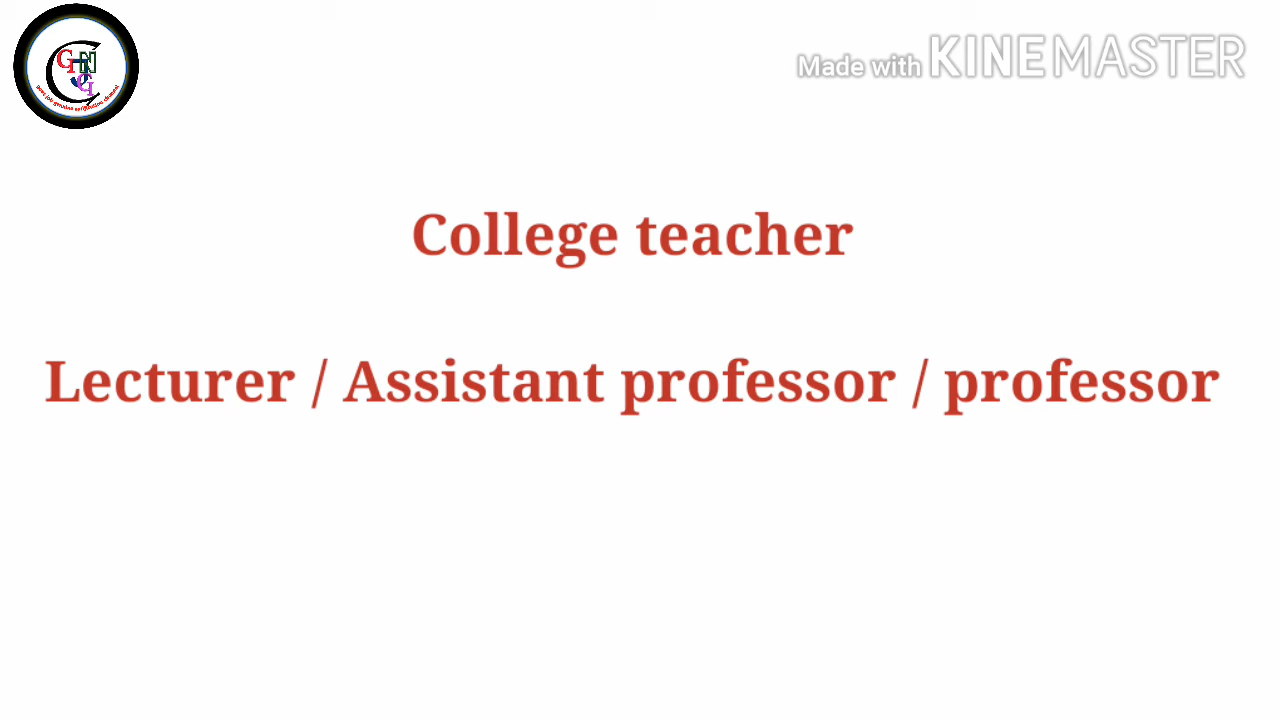 Made with KINEMASTER
College teacher
Lecturer / Assistant professor / professor